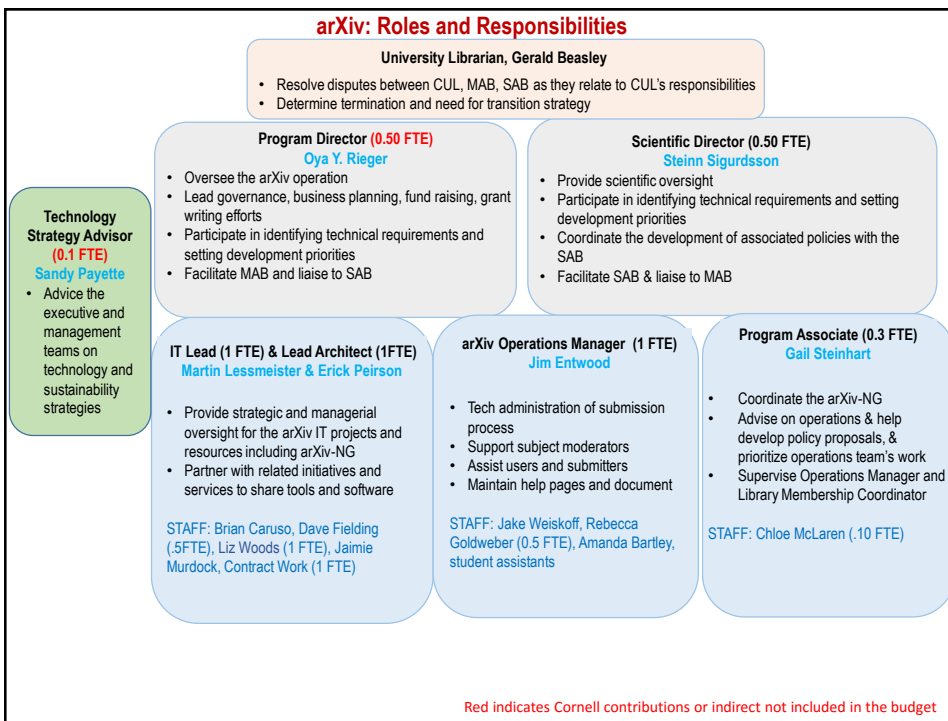 arXiv: Roles and Responsibilities
University Librarian, Gerald Beasley
• Resolve disputes between CUL, MAB, SAB as they relate to CUL's responsibilities
• Determine termination and need for transition strategy
Program Director (0.50 FTE)
Oya Y. Rieger
• Oversee the arXiv operation
• Lead governance, business planning, fund raising, grant
writing efforts
• Participate in identifying technical requirements and
setting development priorities
• Facilitate MAB and liaise to SAB
Scientific Director (0.50 FTE)
Steinn Sigurdsson
• Provide scientific oversight
• Participate in identifying technical requirements and setting
development priorities
• Coordinate the development of associated policies with the
SAB
• Facilitate SAB & liaise to MAB
Technology
Strategy Advisor
(0.1 FTE)
Sandy Payette
• Advice the
executive and
management
teams on
technology and
sustainability
strategies
IT Lead (1 FTE) & Lead Architect (1FTE)
Martin Lessmeister & Erick Peirson
• Provide strategic and managerial
oversight for the arXiv IT projects and
resources including arXiv-NG
• Partner with related initiatives and
services to share tools and software
STAFF: Brian Caruso, Dave Fielding
(.5FTE), Liz Woods (1 FTE), Jaimie
Murdock, Contract Work (1 FTE)
arXiv Operations Manager (1 FTE)
Jim Entwood
• Tech administration of submission
process
• Support subject moderators
• Assist users and submitters
• Maintain help pages and document
STAFF: Jake Weiskoff, Rebecca
Goldweber (0.5 FTE), Amanda Bartley,
student assistants
Program Associate (0.3 FTE)
Gail Steinhart
• Coordinate the arXiv-NG
• Advise on operations & help
develop policy proposals, &
prioritize operations team's work
• Supervise Operations Manager and
Library Membership Coordinator
STAFF: Chloe McLaren (.10 FTE)
Red indicates Cornell contributions or indirect not included in the budget